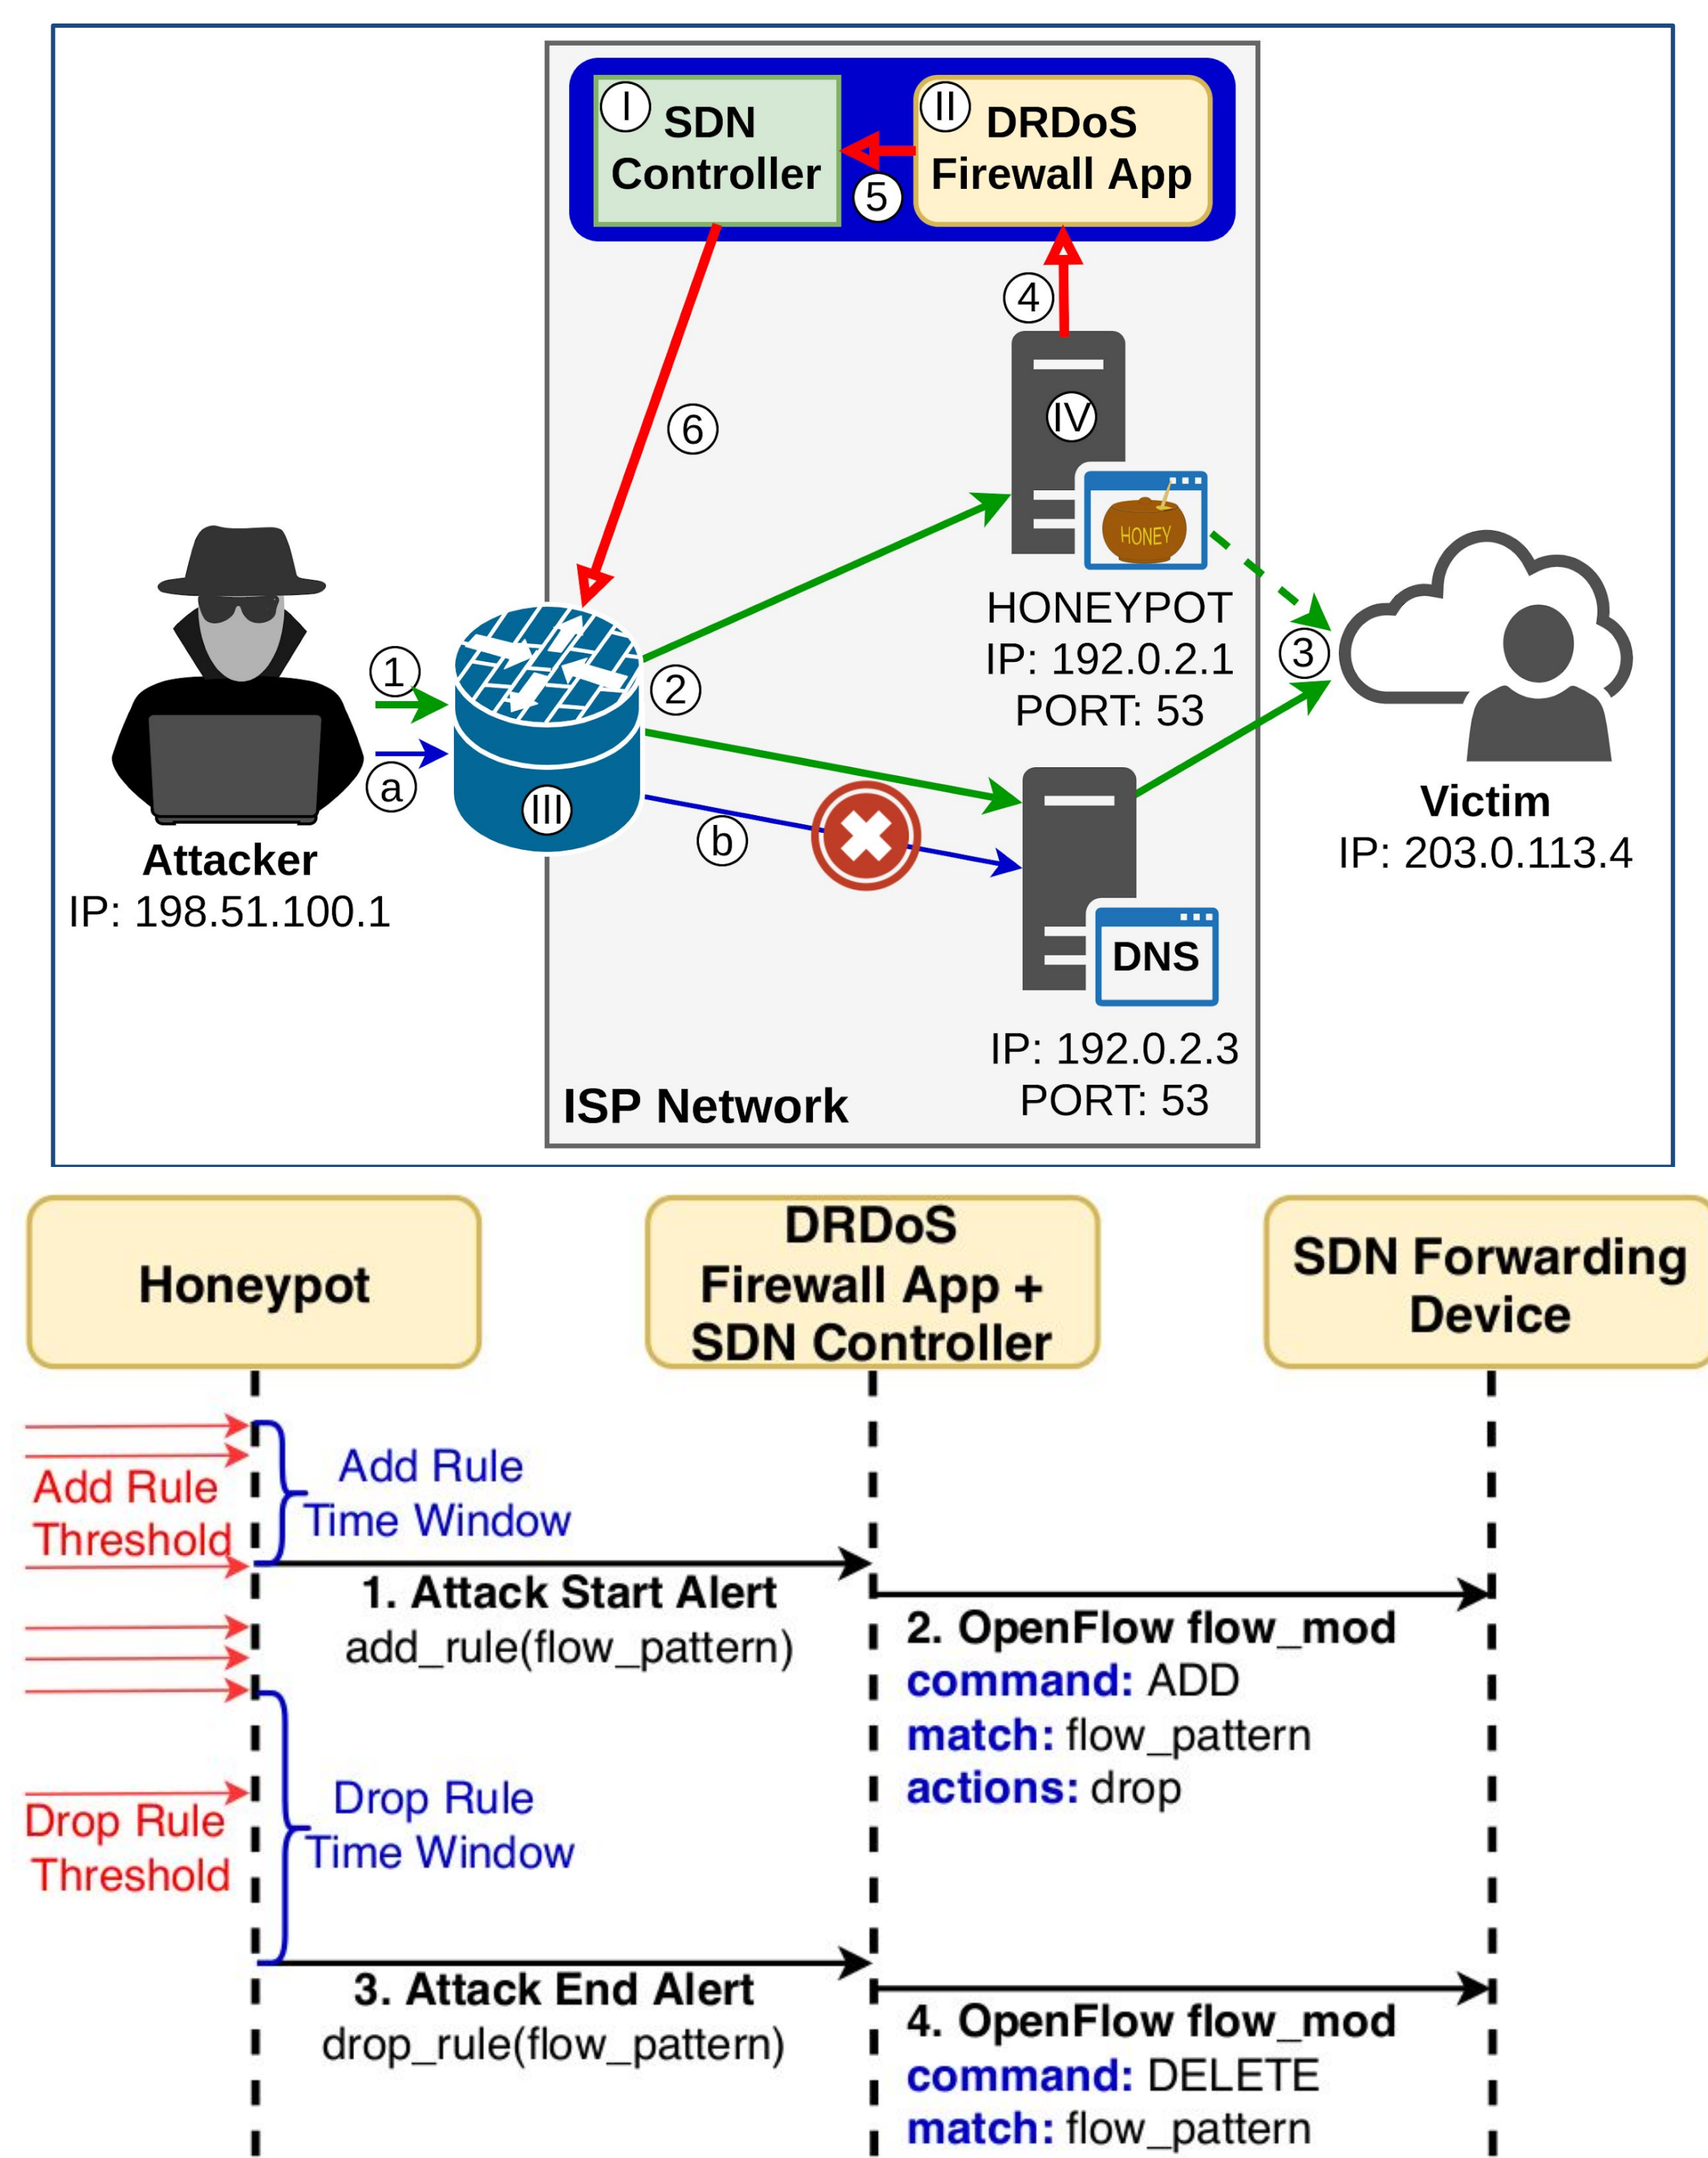 I
SDN
Controller
II
DRDoS
Firewall App
5
4
6
IV
HONEY
HONEYPOT
IP: 192.0.2.1
PORT: 53
1
a
2
3
III
b
Attacker
IP: 198.51.100.1
Victim
IP: 203.0.113.4
DNS
IP: 192.0.2.3
PORT: 53
ISP Network
Honeypot
DRDoS
Firewall App +
SDN Controller
SDN Forwarding
Device
Add Rule
Threshold
Add Rule
Time Window
1. Attack Start Alert
add_rule(flow_pattern)
2. OpenFlow flow_mod
command: ADD
match: flow_pattern
actions: drop
Drop Rule
Threshold
Drop Rule
Time Window
3. Attack End Alert
drop_rule(flow_pattern)
4. OpenFlow flow_mod
command: DELETE
match: flow_pattern